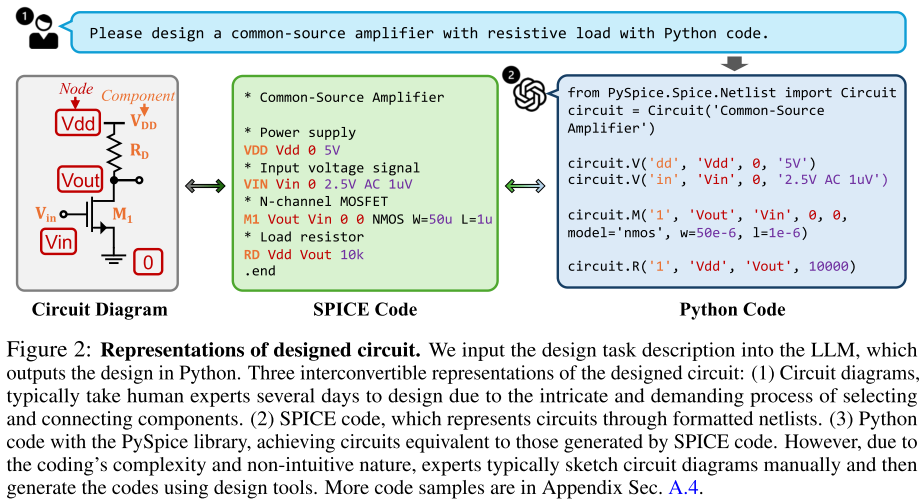 1
Please design a common-source amplifier with resistive load with Python code.
Node
Component
Vdd
VDD
RD
Vout
Vin
M1
Vin
0
Circuit Diagram
* Common-Source Amplifier
* Power supply
VDD Vdd 0 5V
* Input voltage signal
VIN Vin 0 2.5V AC 1uV
* N-channel MOSFET
M1 Vout Vin 0 0 NMOS W=50u L=1u
* Load resistor
RD Vdd Vout 10k
.end
SPICE Code
2
from PySpice.Spice.Netlist import Circuit
circuit = Circuit('Common-Source
Amplifier')
circuit.V('dd', 'Vdd', 0, '5V')
circuit.V('in', 'Vin', 0, '2.5V AC 1uV')
circuit.M('1', 'Vout', 'Vin', 0, 0,
model='nmos', w=50e-6, l=1e-6)
circuit.R('1', 'Vdd', 'Vout', 10000)
Python Code
Figure 2: Representations of designed circuit. We input the design task description into the LLM, which
outputs the design in Python. Three interconvertible representations of the designed circuit: (1) Circuit diagrams,
typically take human experts several days to design due to the intricate and demanding process of selecting
and connecting components. (2) SPICE code, which represents circuits through formatted netlists. (3) Python
code with the PySpice library, achieving circuits equivalent to those generated by SPICE code. However, due to
the coding's complexity and non-intuitive nature, experts typically sketch circuit diagrams manually and then
generate the codes using design tools. More code samples are in Appendix Sec. A.4.